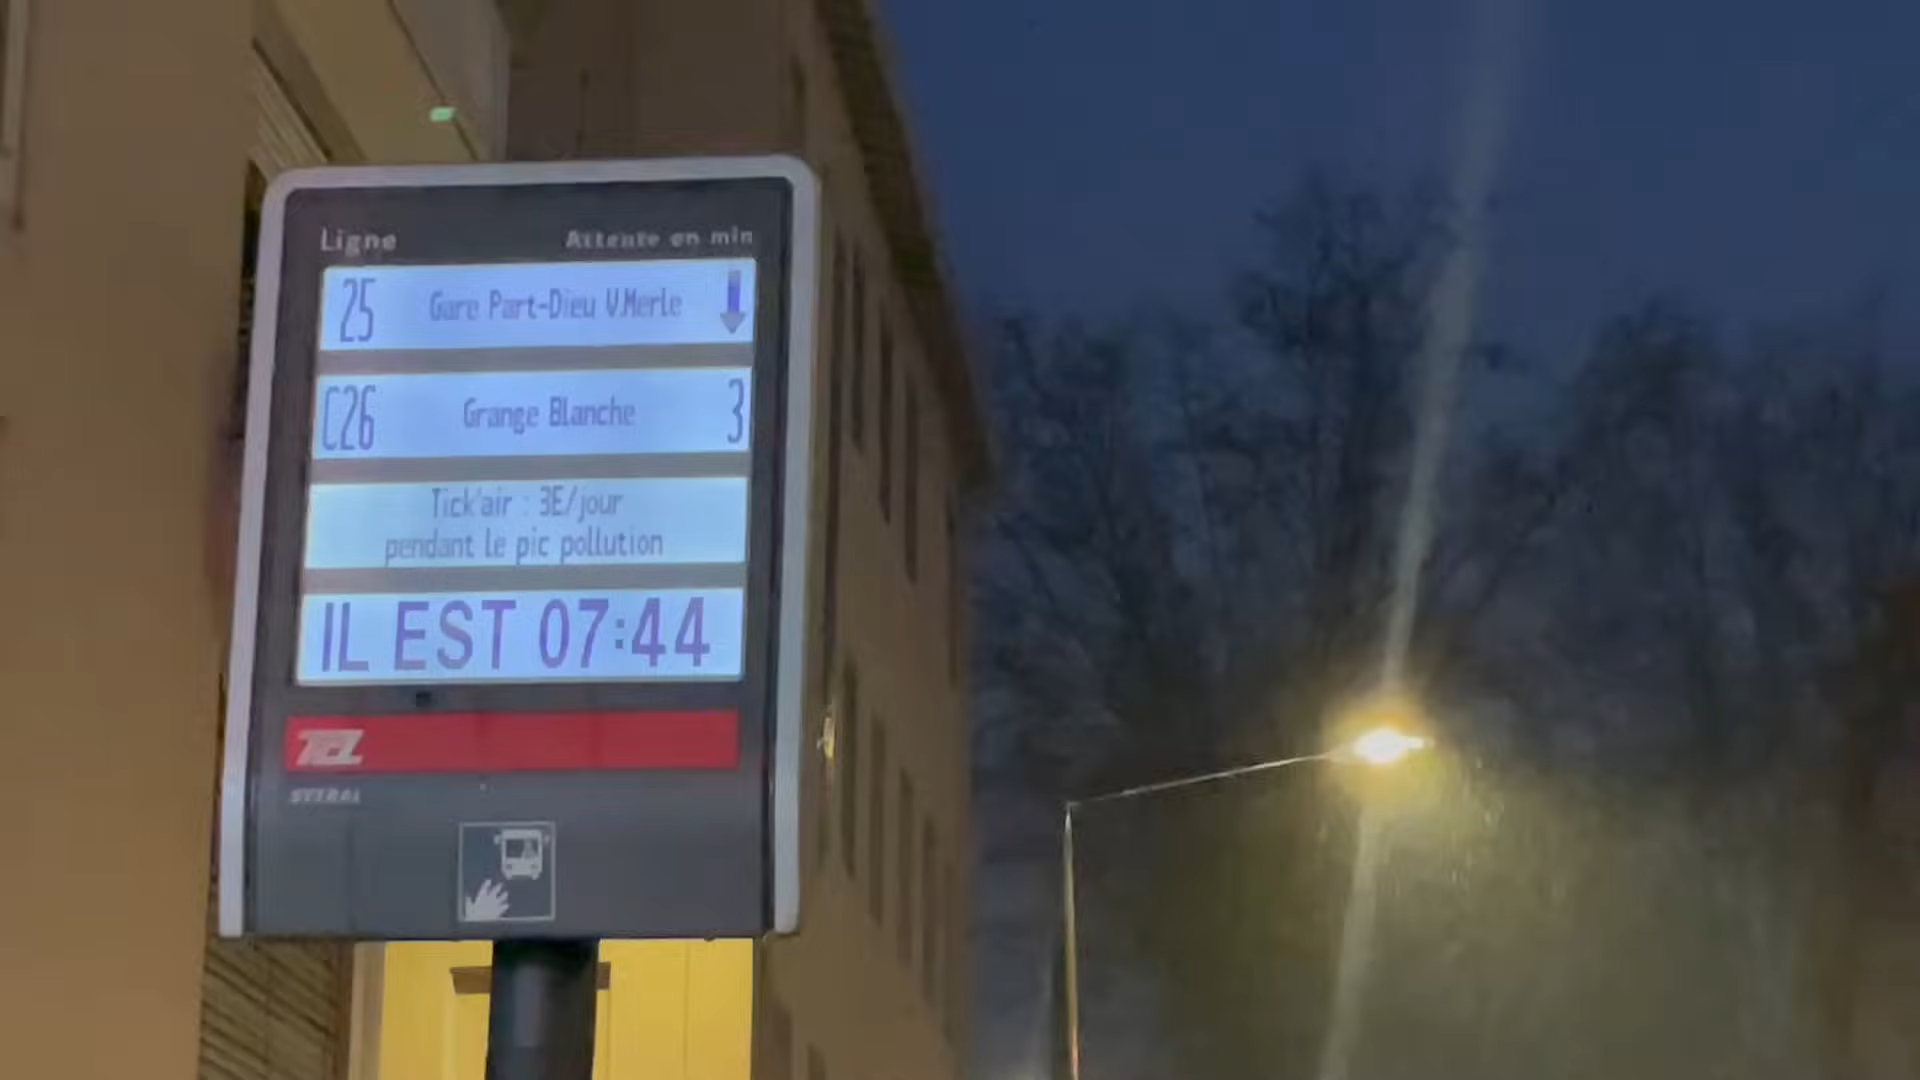 Ligne Attente en min
25 Gare Part-Dieu V.Merle
C26 Grange Blanche 3
Tick'air : 3E/jour
pendant le pic pollution
IL EST 07:44
TCL
SYTRAL